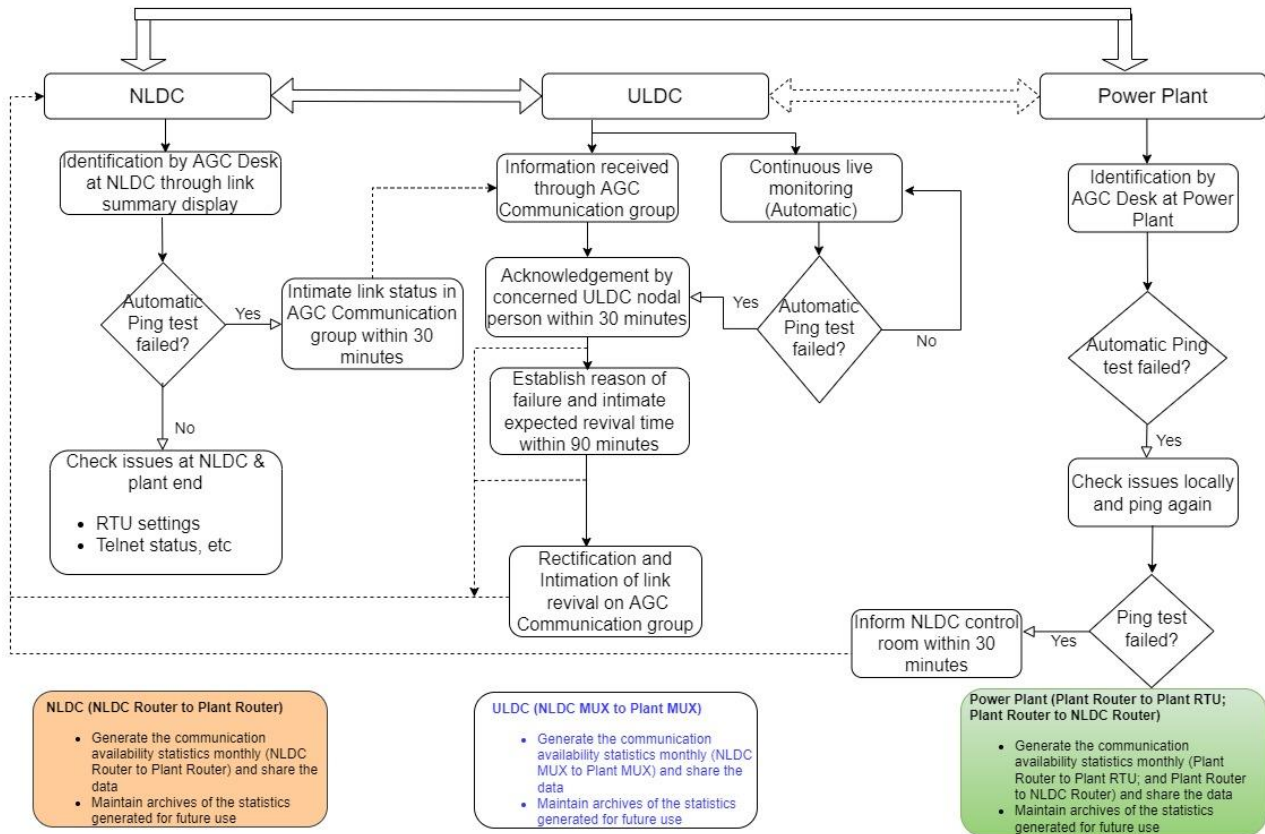 NLDC
ULDC
Power Plant
Identification by AGC Desk
at NLDC through link
summary display
Automatic
Ping test
failed?
Yes
No
Intimate link status in
AGC Communication
group within 30
minutes
Check issues at NLDC &
plant end
• RTU settings
• Telnet status, etc
Information received
through AGC
Communication group
Continuous live
monitoring
(Automatic)
Acknowledgement by
concerned ULDC nodal
person within 30 minutes
Yes
Automatic
Ping test
failed?
No
Establish reason of
failure and intimate
expected revival time
within 90 minutes
Rectification and
Intimation of link
revival on AGC
Communication group
Identification by
AGC Desk at Power
Plant
Automatic Ping
test failed?
Yes
Check issues locally
and ping again
Ping test
failed?
Yes
Inform NLDC control
room within 30
minutes
NLDC (NLDC Router to Plant Router)
• Generate the communication
availability statistics monthly (NLDC
Router to Plant Router) and share the
data
• Maintain archives of the statistics
generated for future use
ULDC (NLDC MUX to Plant MUX)
• Generate the communication
availability statistics monthly (NLDC
MUX to Plant MUX) and share the
data
• Maintain archives of the statistics
generated for future use
Power Plant (Plant Router to Plant RTU;
Plant Router to NLDC Router)
• Generate the communication
availability statistics monthly (Plant
Router to Plant RTU; and Plant Router
to NLDC Router) and share the data
• Maintain archives of the statistics
generated for future use